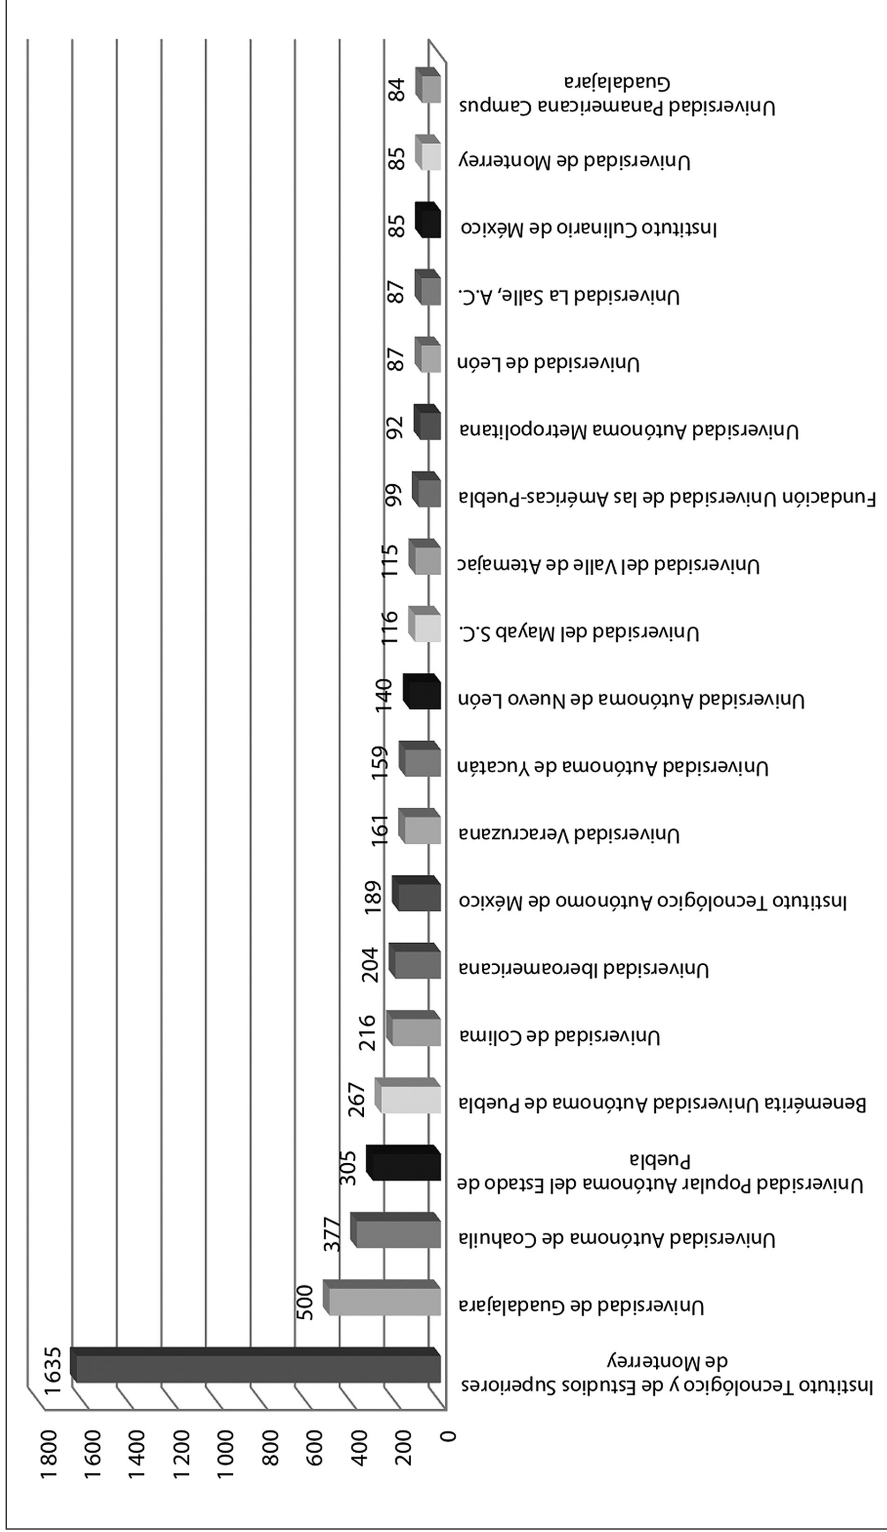 1800
1600
1400
1200
1000
800
600
400
200
0
1635
500
377
305
267
216
204
189
161
159
140
116
115
99
92
87
87
85
85
84
Instituto Tecnológico y de Estudios Superiores
de Monterrey
Universidad de Guadalajara
Universidad Autónoma de Coahuila
Universidad Popular Autónoma del Estado de
Puebla
Benemérita Universidad Autónoma de Puebla
Universidad de Colima
Universidad Iberoamericana
Instituto Tecnológico Autónomo de México
Universidad Veracruzana
Universidad Autónoma de Yucatán
Universidad Autónoma de Nuevo León
Universidad del Mayab S.C.
Universidad del Valle de Atemajac
Fundación Universidad de las Américas-Puebla
Universidad Autónoma Metropolitana
Universidad de León
Universidad La Salle, A.C.
Instituto Culinario de México
Universidad de Monterrey
Universidad Panamericana Campus
Guadalajara